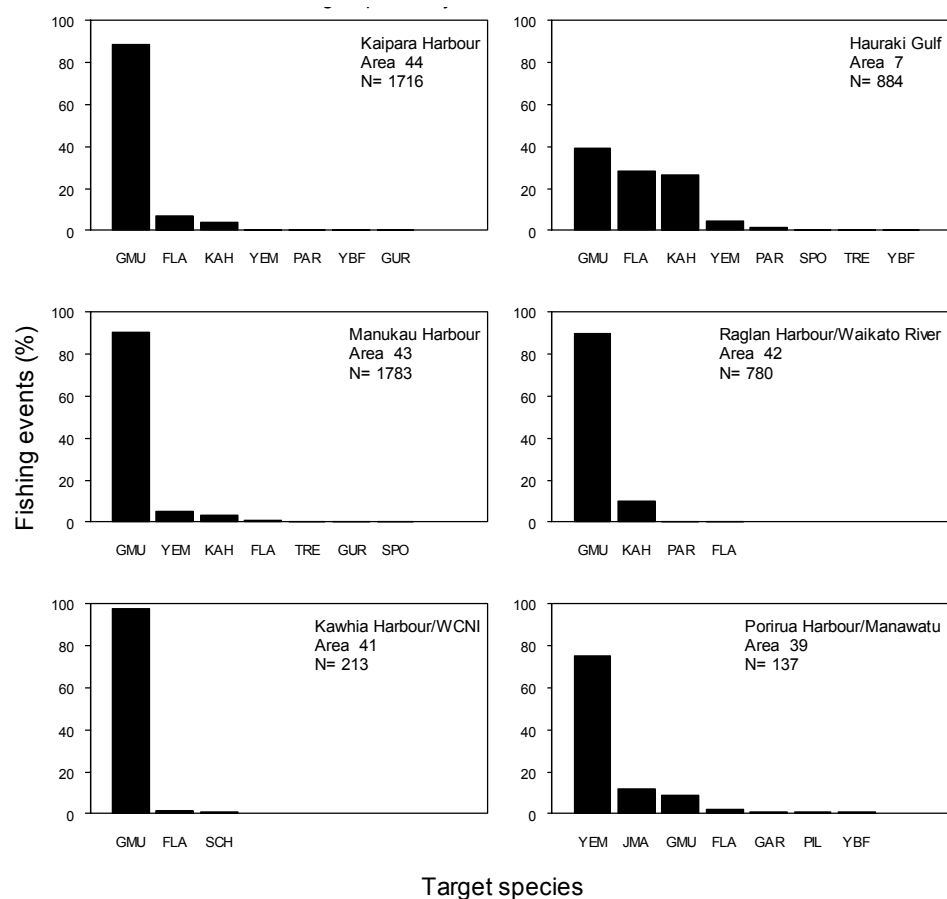 Kaipara Harbour
Area 44
N= 1716
100
80
60
40
20
0
GMU FLA KAH YEM PAR YBF GUR
Hauraki Gulf
Area 7
N= 884
100
80
60
40
20
0
GMU FLA KAH YEM PAR SPO TRE YBF
Fishing events (%)
Manukau Harbour
Area 43
N= 1783
100
80
60
40
20
0
GMU YEM KAH FLA TRE GUR SPO
Raglan Harbour/Waikato River
Area 42
N= 780
100
80
60
40
20
0
GMU KAH PAR FLA
Kawhia Harbour/WCNI
Area 41
N= 213
100
80
60
40
20
0
GMU FLA SCH
Porirua Harbour/Manawatu
Area 39
N= 137
100
80
60
40
20
0
YEM JMA GMU FLA GAR PIL YBF
Target species